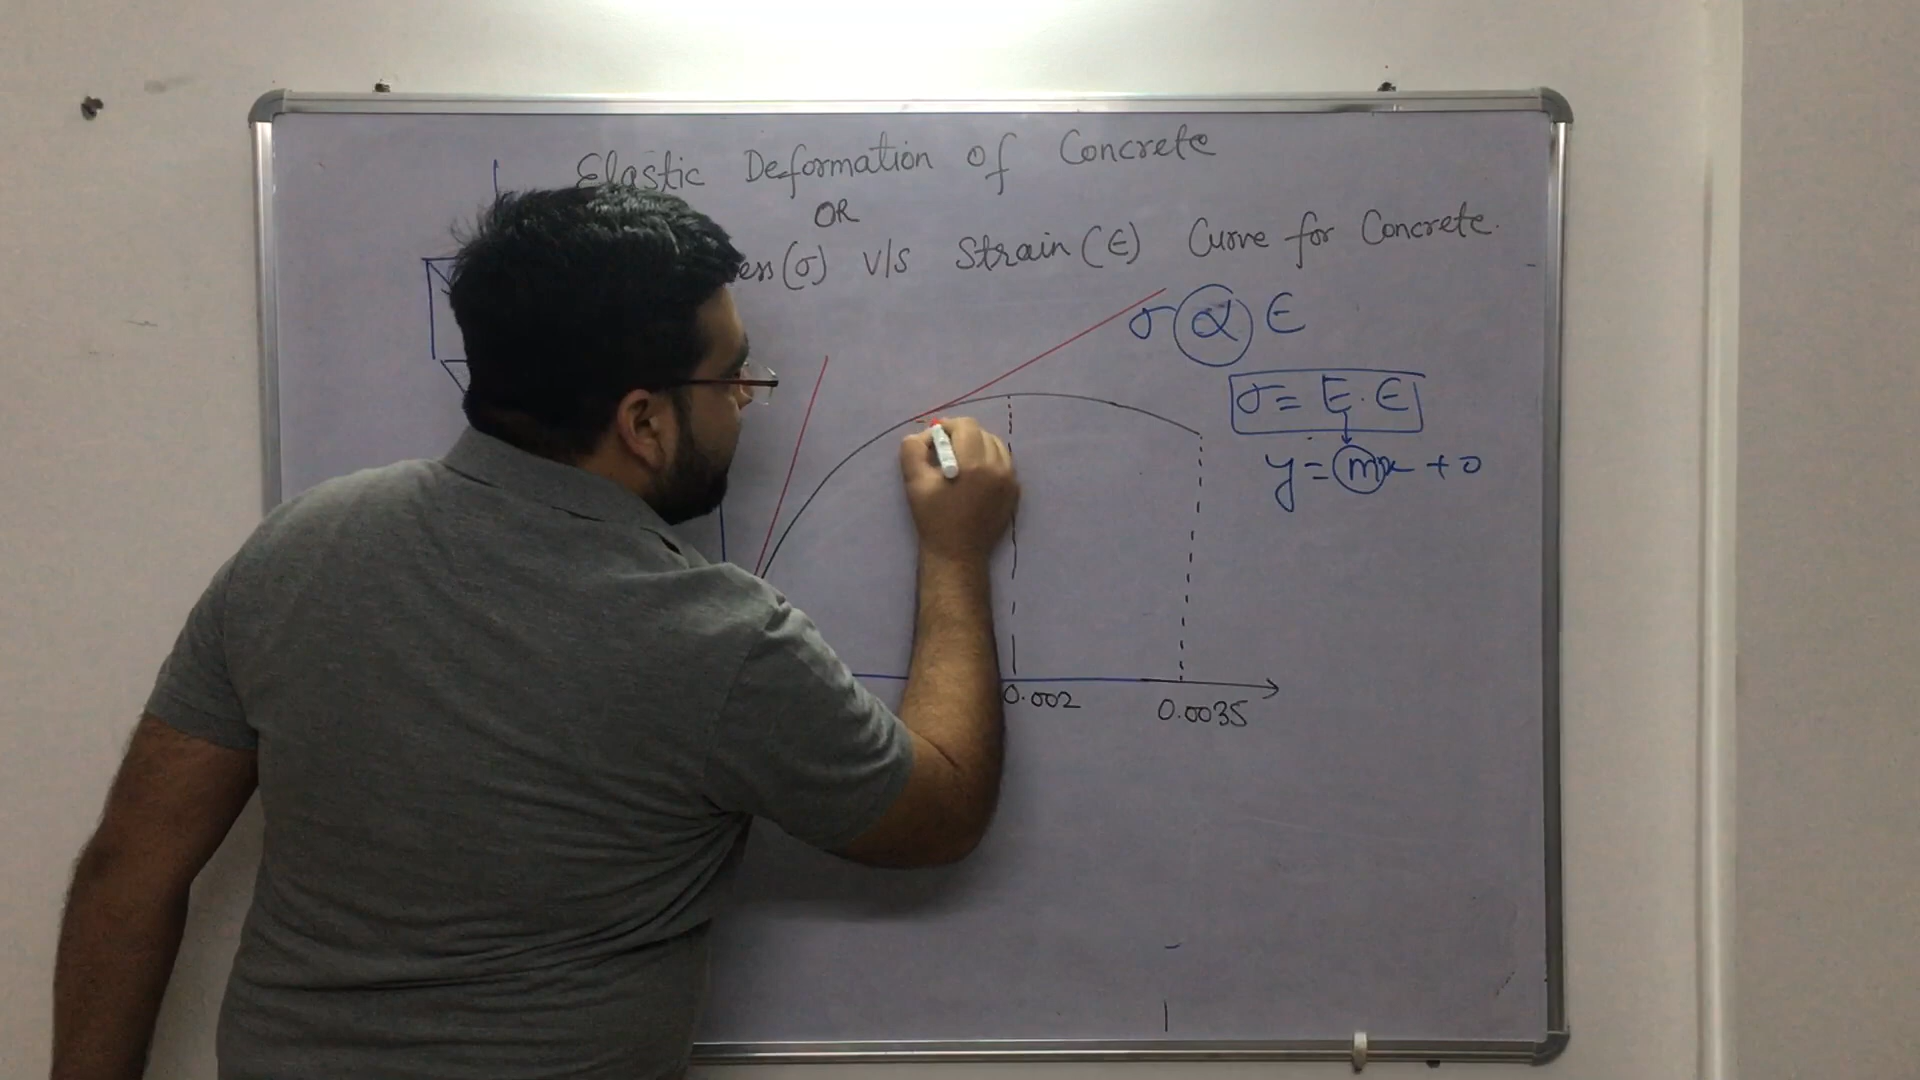 Elastic Deformation of Concrete
OR
(σ) v/s Strain (ϵ) Curve for Concrete.
σ α ϵ
σ = E . ϵ
y = mx + 0
0.002
0.0035